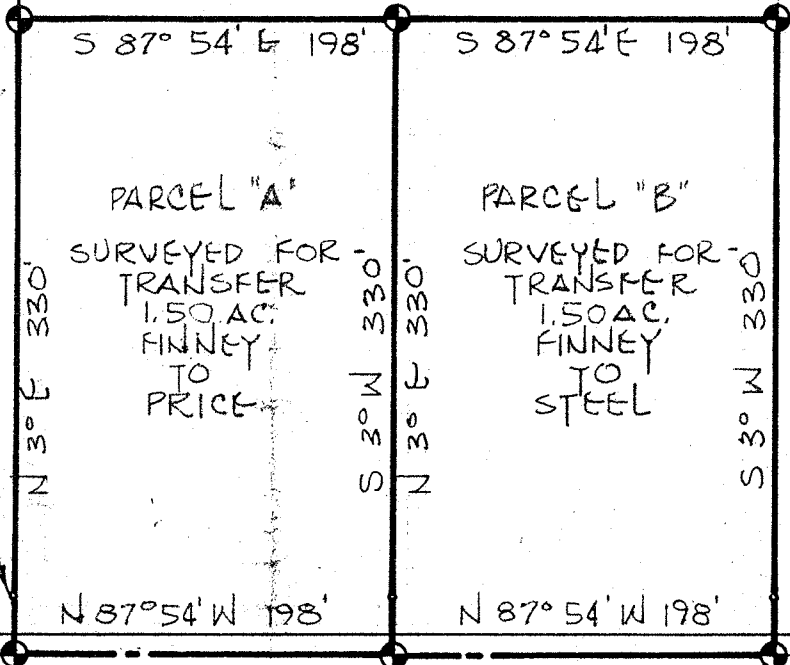 S 87° 54' E 198'
PARCEL "A"
SURVEYED FOR -
TRANSFER
1.50 AC.
FINNEY
TO
PRICE
N 3° E 330'
S 3° W 330
N 87° 54' W 198'
S 87° 54' E 198'
PARCEL "B"
SURVEYED FOR -
TRANSFER
1.50 AC.
FINNEY
TO
STEEL
N 3° E 330'
S 3° W 330'
N 87° 54' W 198'